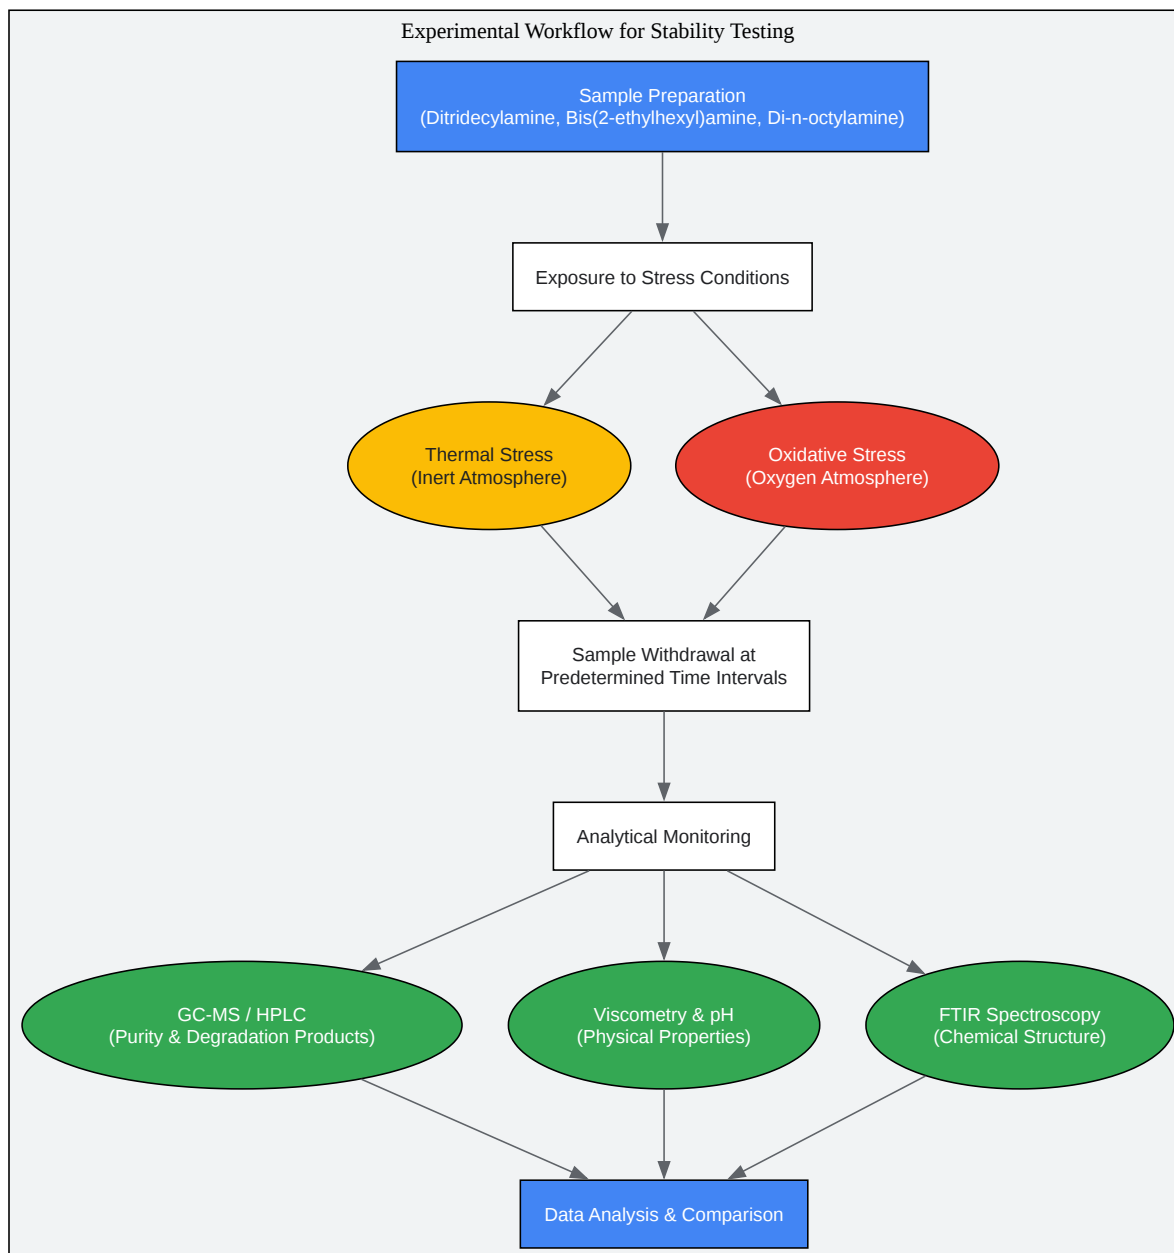 Experimental Workflow for Stability Testing
Sample Preparation
(Ditridecylamine, Bis(2-ethylhexyl)amine, Di-n-octylamine)
Exposure to Stress Conditions
Thermal Stress
(Inert Atmosphere)
Oxidative Stress
(Oxygen Atmosphere)
Sample Withdrawal at
Predetermined Time Intervals
Analytical Monitoring
GC-MS / HPLC
(Purity & Degradation Products)
Viscometry & pH
(Physical Properties)
FTIR Spectroscopy
(Chemical Structure)
Data Analysis & Comparison